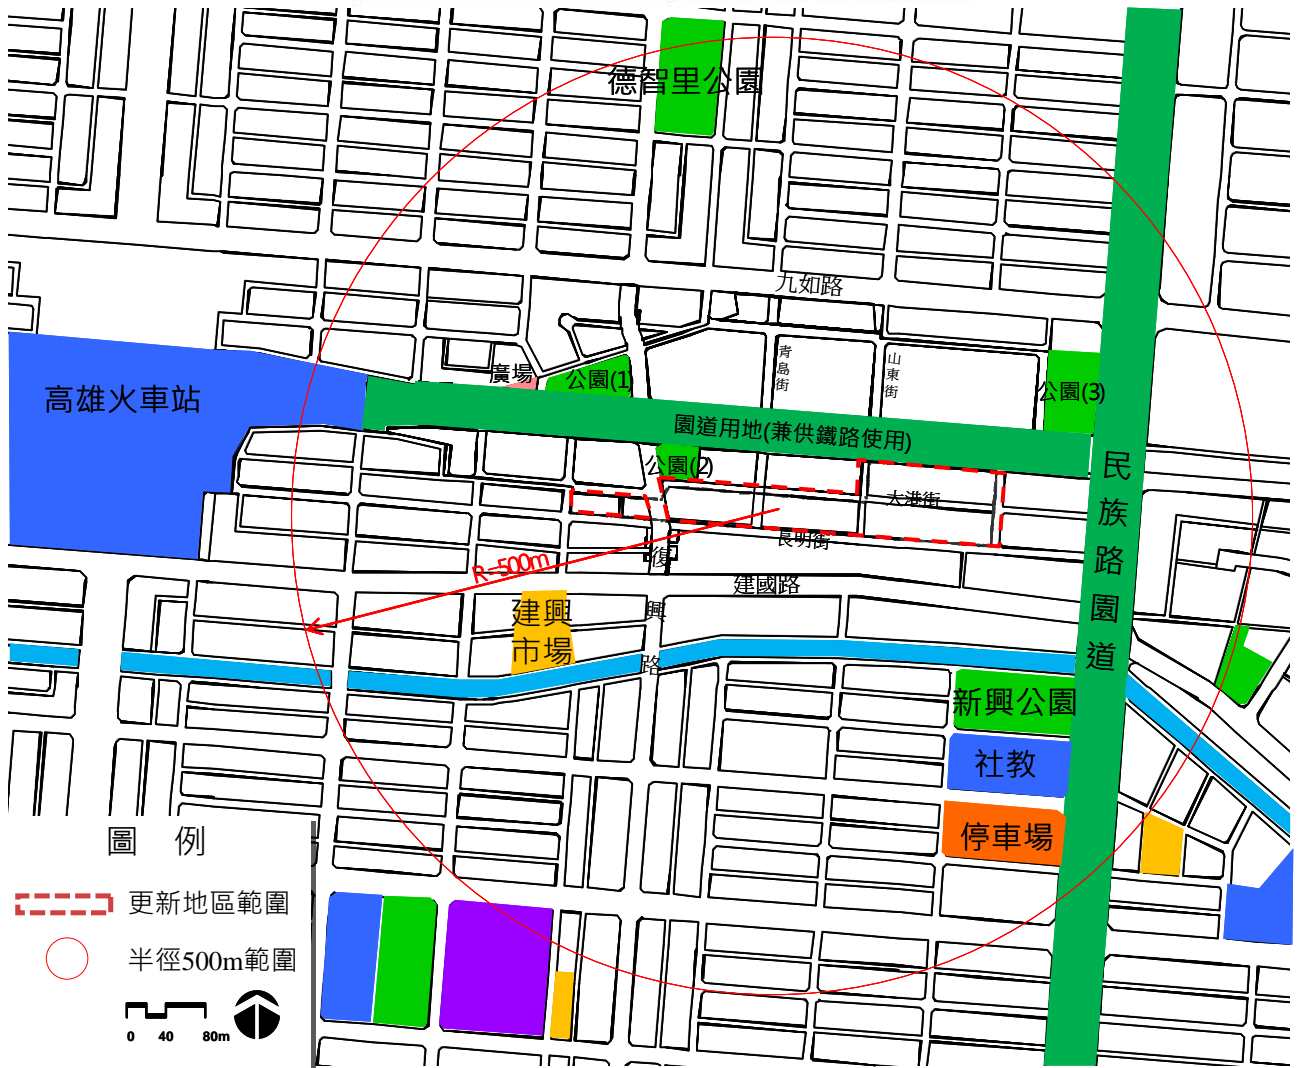 德智里公園
九如路
青島街
山東街
廣場
公園(1)
公園(3)
高雄火車站
園道用地(兼供鐵路使用)
公園(2)
民族路園道
大港街
長明街
R=500m
復興路
建國路
建興
市場
新興公園
社教
停車場
圖 例
更新地區範圍
半徑500m範圍
0 40 80m